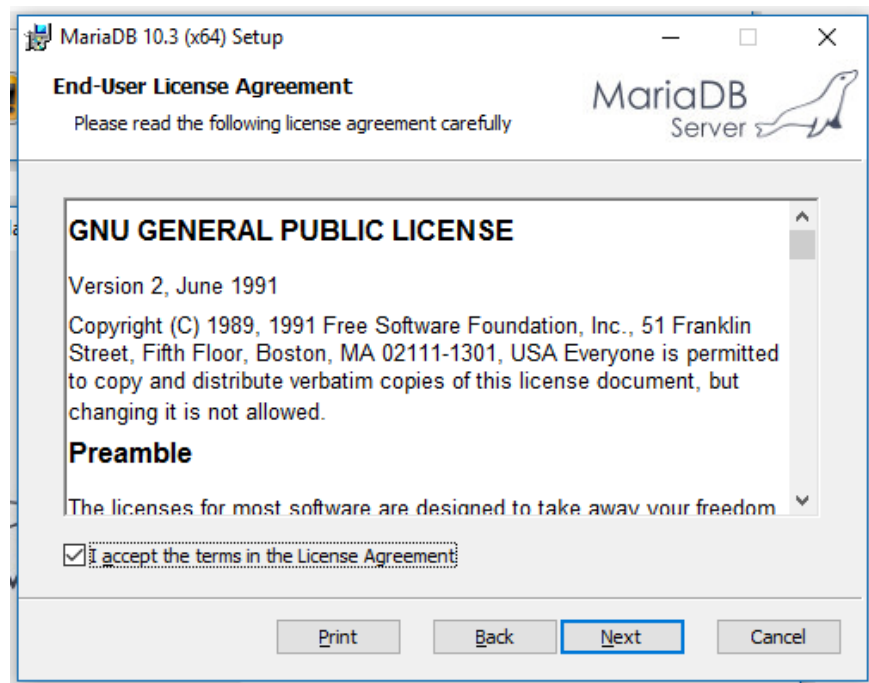 MariaDB 10.3 (x64) Setup
End-User License Agreement
Please read the following license agreement carefully
MariaDB
Server
GNU GENERAL PUBLIC LICENSE
Version 2, June 1991
Copyright (C) 1989, 1991 Free Software Foundation, Inc., 51 Franklin
Street, Fifth Floor, Boston, MA 02111-1301, USA Everyone is permitted
to copy and distribute verbatim copies of this license document, but
changing it is not allowed.
Preamble
The licenses for most software are designed to take away your freedom
I accept the terms in the License Agreement
Print
Back
Next
Cancel